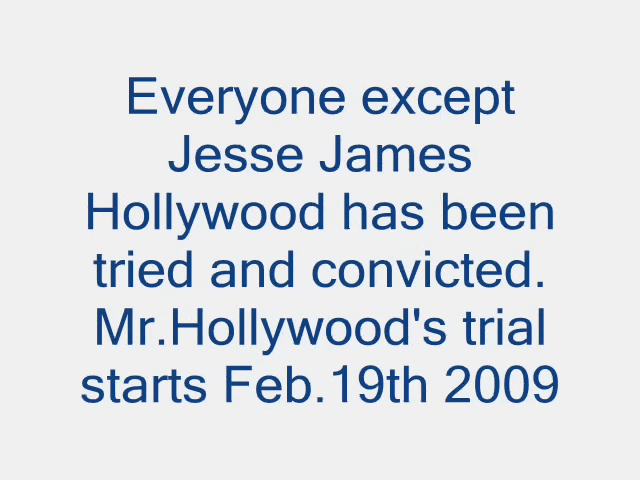 Everyone except
Jesse James
Hollywood has been
tried and convicted.
Mr.Hollywood's trial
starts Feb.19th 2009